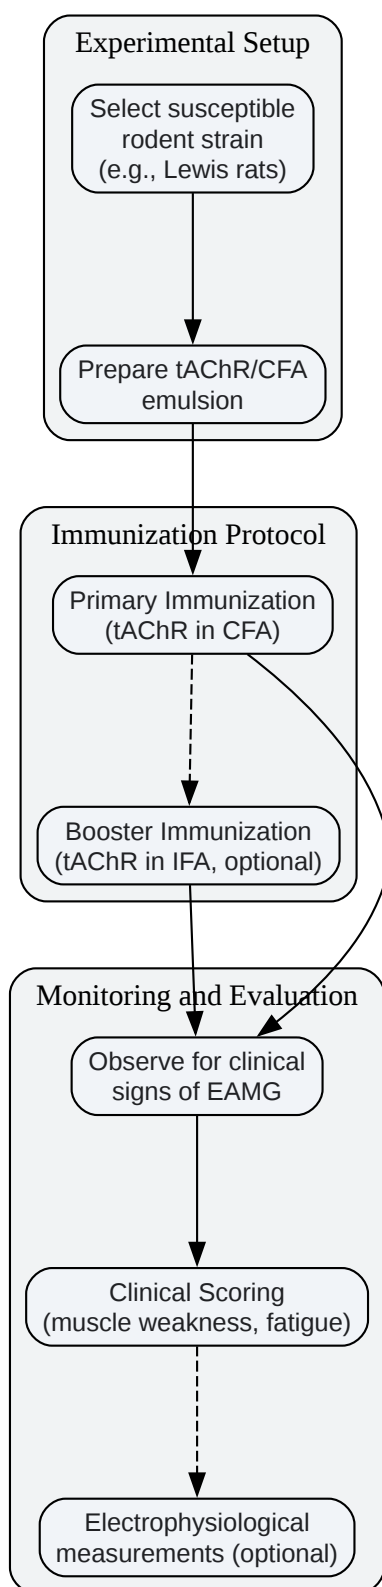 Experimental Setup
Select susceptible
rodent strain
(e.g., Lewis rats)
Prepare tAChR/CFA
emulsion
Immunization Protocol
Primary Immunization
(tAChR in CFA)
Booster Immunization
(tAChR in IFA, optional)
Monitoring and Evaluation
Observe for clinical
signs of EAMG
Clinical Scoring
(muscle weakness, fatigue)
Electrophysiological
measurements (optional)